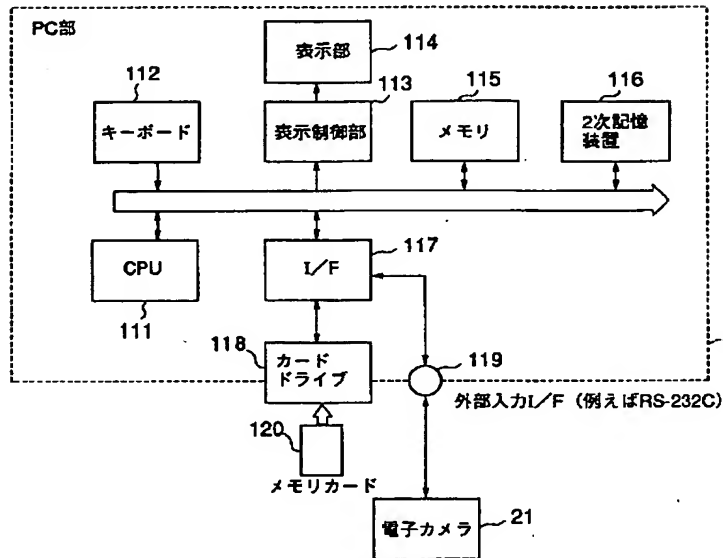 PC部
表示部
114
112
113
115
116
キーボード
表示制御部
メモリ
2次記憶
装置
CPU
I/F
117
111
118
カード
ドライブ
119
外部入力I/F (例えばRS-232C)
120
メモリカード
電子カメラ
21